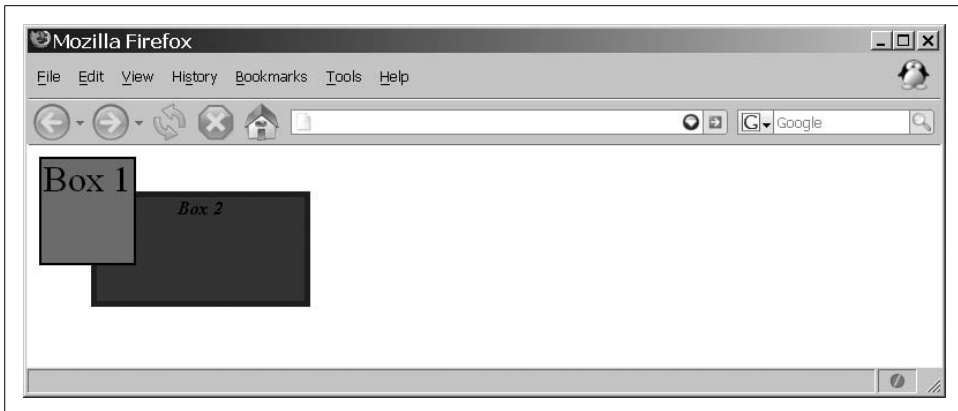 Mozilla Firefox
File Edit View History Bookmarks Tools Help
G Google
Box 1
Box 2